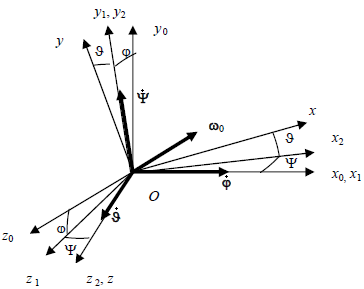 y₁, y₂
y₀
y
ϑ
φ
Ψ̇
ω₀
x
ϑ
x₂
Ψ
x₀, x₁
φ̇
O
ϑ̇
z₀
φ
Ψ
z₁
z₂, z